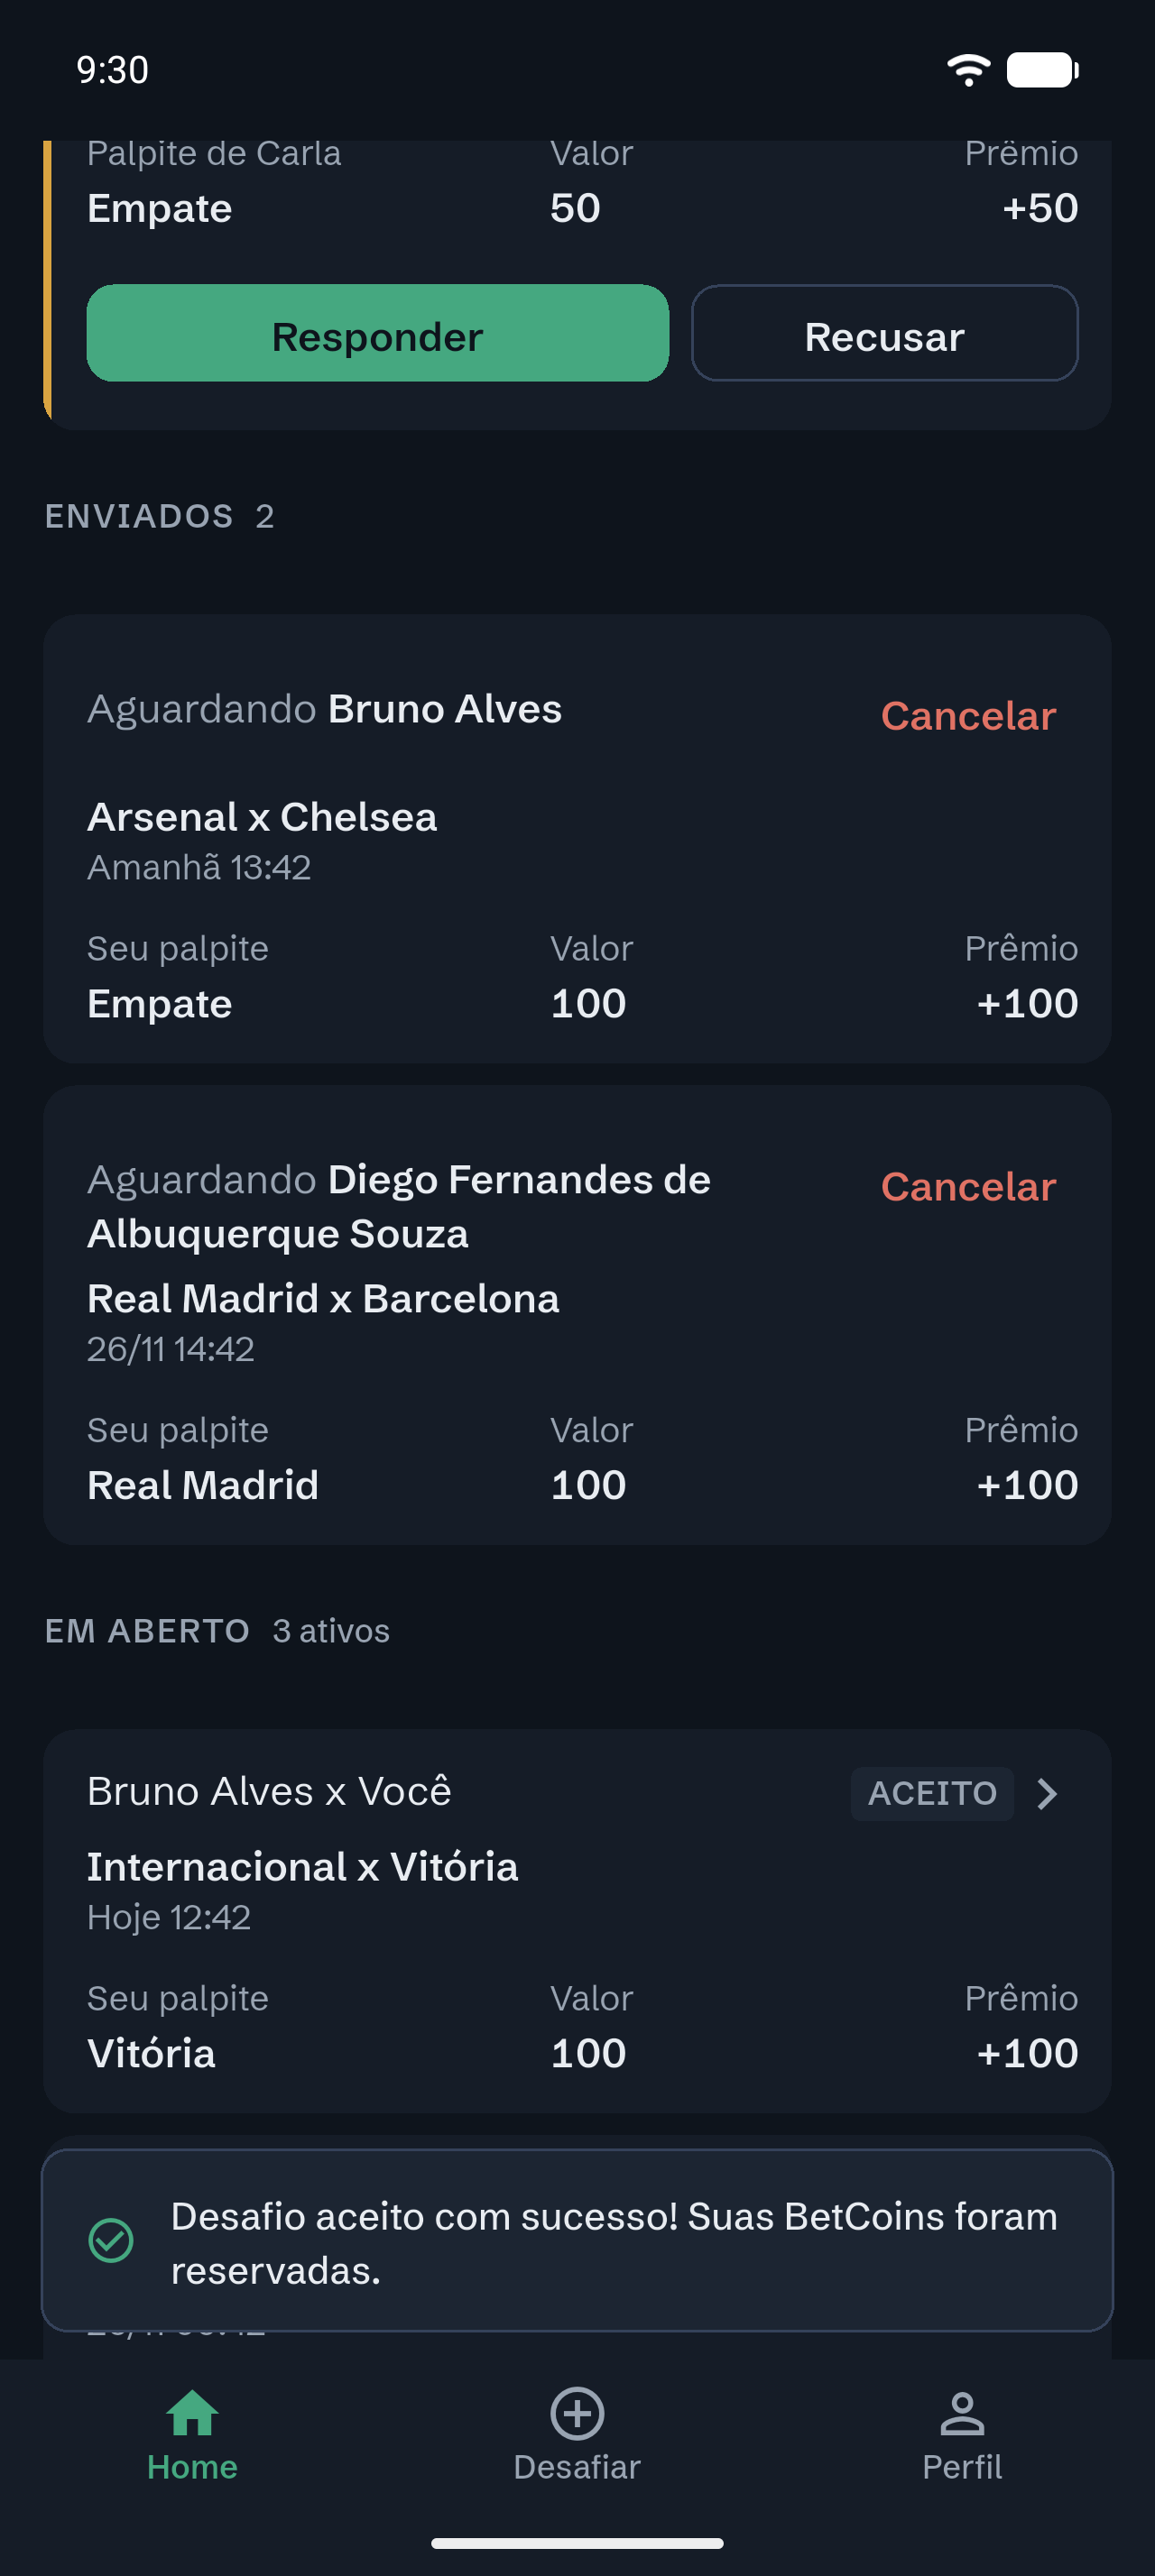 9:30
Palpite de Carla Valor Prêmio
Empate 50 +50
Responder Recusar
ENVIADOS 2
Aguardando Bruno Alves Cancelar
Arsenal x Chelsea
Amanhã 13:42
Seu palpite Valor Prêmio
Empate 100 +100
Aguardando Diego Fernandes de Cancelar
Albuquerque Souza
Real Madrid x Barcelona
26/11 14:42
Seu palpite Valor Prêmio
Real Madrid 100 +100
EM ABERTO 3 ativos
Bruno Alves x Você ACEITO
Internacional x Vitória
Hoje 12:42
Seu palpite Valor Prêmio
Vitória 100 +100
Desafio aceito com sucesso! Suas BetCoins foram
reservadas.
Home Desafiar Perfil